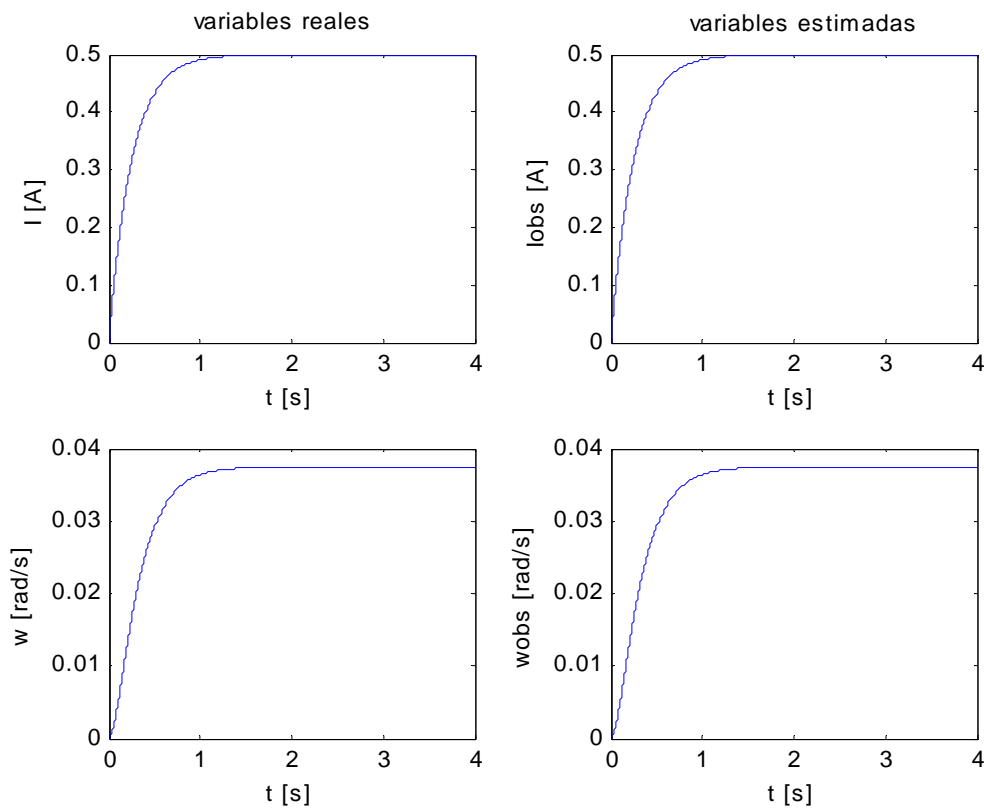 variables reales
variables estimadas
0.5
0.4
0.3
0.2
0.1
0
I [A]
0 1 2 3 4
t [s]
0.5
0.4
0.3
0.2
0.1
0
Iobs [A]
0 1 2 3 4
t [s]
0.04
0.03
0.02
0.01
0
w [rad/s]
0 1 2 3 4
t [s]
0.04
0.03
0.02
0.01
0
wobs [rad/s]
0 1 2 3 4
t [s]